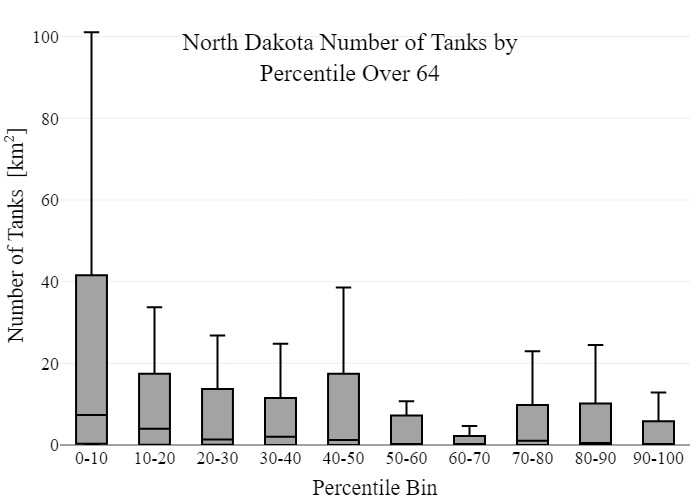 North Dakota Number of Tanks by
Percentile Over 64
Number of Tanks [km²]
100
80
60
40
20
0
0-10 10-20 20-30 30-40 40-50 50-60 60-70 70-80 80-90 90-100
Percentile Bin